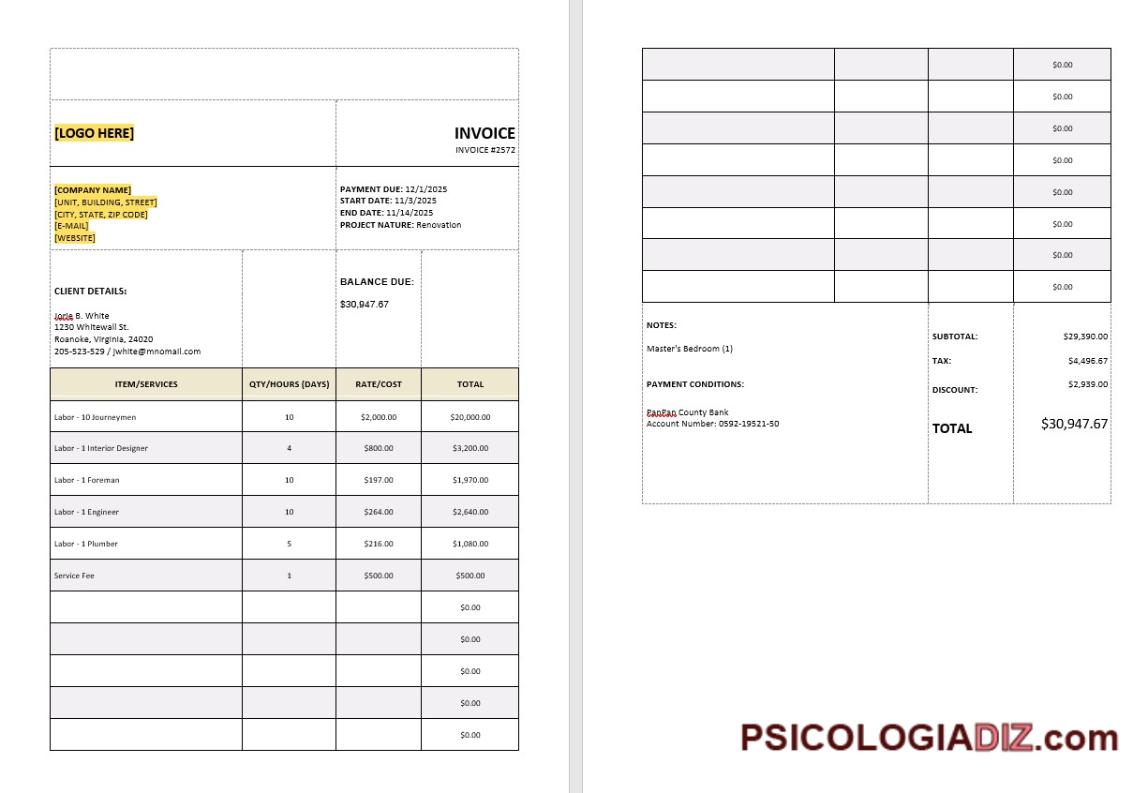 [LOGO HERE]
INVOICE
INVOICE #2572
[COMPANY NAME]
[UNIT, BUILDING, STREET]
[CITY, STATE, ZIP CODE]
[E-MAIL]
[WEBSITE]
PAYMENT DUE: 12/1/2025
START DATE: 11/3/2025
END DATE: 11/14/2025
PROJECT NATURE: Renovation
CLIENT DETAILS:
Jorie B. White
1230 Whitewall St.
Roanoke, Virginia, 24020
205-523-529 / jwhite@mnomail.com
BALANCE DUE:
$30,947.67
ITEM/SERVICES QTY/HOURS (DAYS) RATE/COST TOTAL
Labor - 10 Journeymen 10 $2,000.00 $20,000.00
Labor - 1 Interior Designer 4 $800.00 $3,200.00
Labor - 1 Foreman 10 $197.00 $1,970.00
Labor - 1 Engineer 10 $264.00 $2,640.00
Labor - 1 Plumber 5 $216.00 $1,080.00
Service Fee 1 $500.00 $500.00
$0.00
$0.00
$0.00
$0.00
$0.00
$0.00
$0.00
$0.00
$0.00
$0.00
$0.00
$0.00
$0.00
NOTES:
Master's Bedroom (1)
PAYMENT CONDITIONS:
PanPan County Bank
Account Number: 0592-19521-50
SUBTOTAL: $29,390.00
TAX: $4,496.67
DISCOUNT: $2,939.00
TOTAL $30,947.67
PSICOLOGIADIZ.com